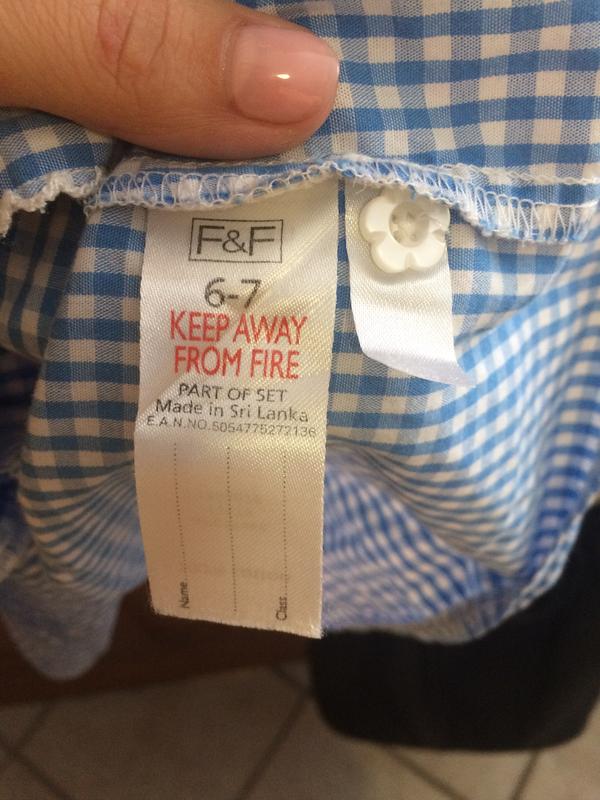 F&F
6-7
KEEP AWAY
FROM FIRE
PART OF SET
Made in Sri Lanka
E.A.N.NO.5054775272136
Name
Class